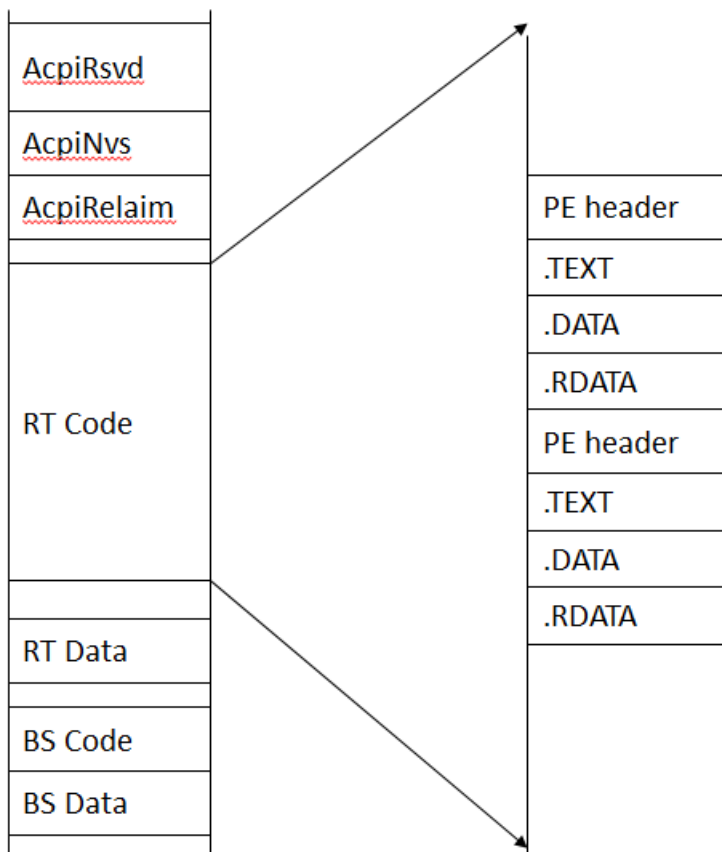 AcpiRsvd
AcpiNvs
AcpiRelaim
RT Code
RT Data
BS Code
BS Data
PE header
.TEXT
.DATA
.RDATA
PE header
.TEXT
.DATA
.RDATA